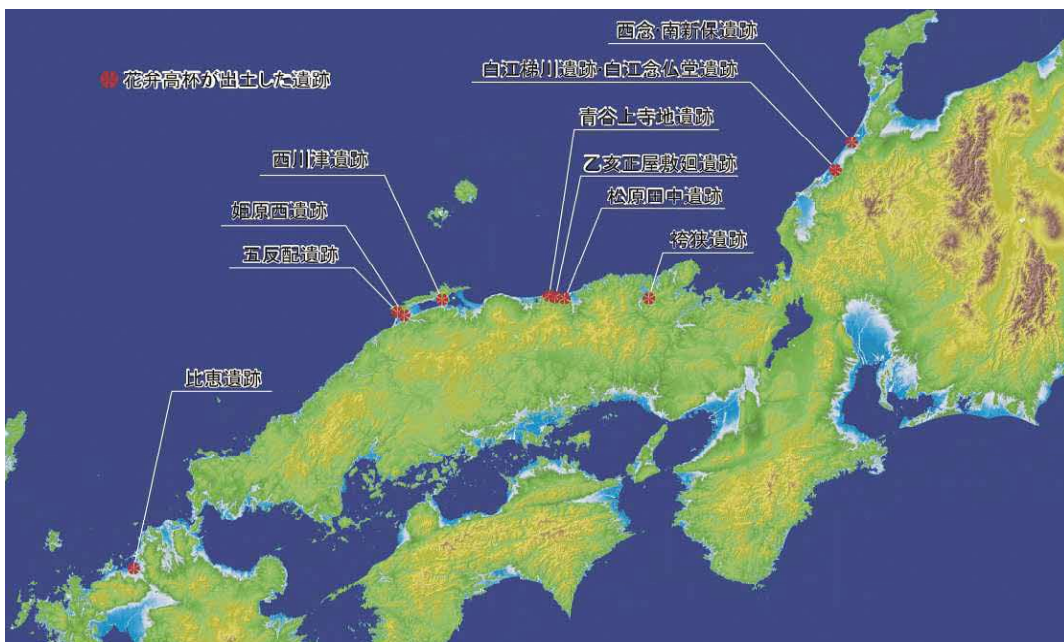 西念・南新保遺跡
白江梯川遺跡・白江念仏堂遺跡
花弁高杯が出土した遺跡
青谷上寺地遺跡
西川津遺跡
乙亥正屋敷廻遺跡
松原田中遺跡
姫原西遺跡
袴狭遺跡
五反配遺跡
比恵遺跡